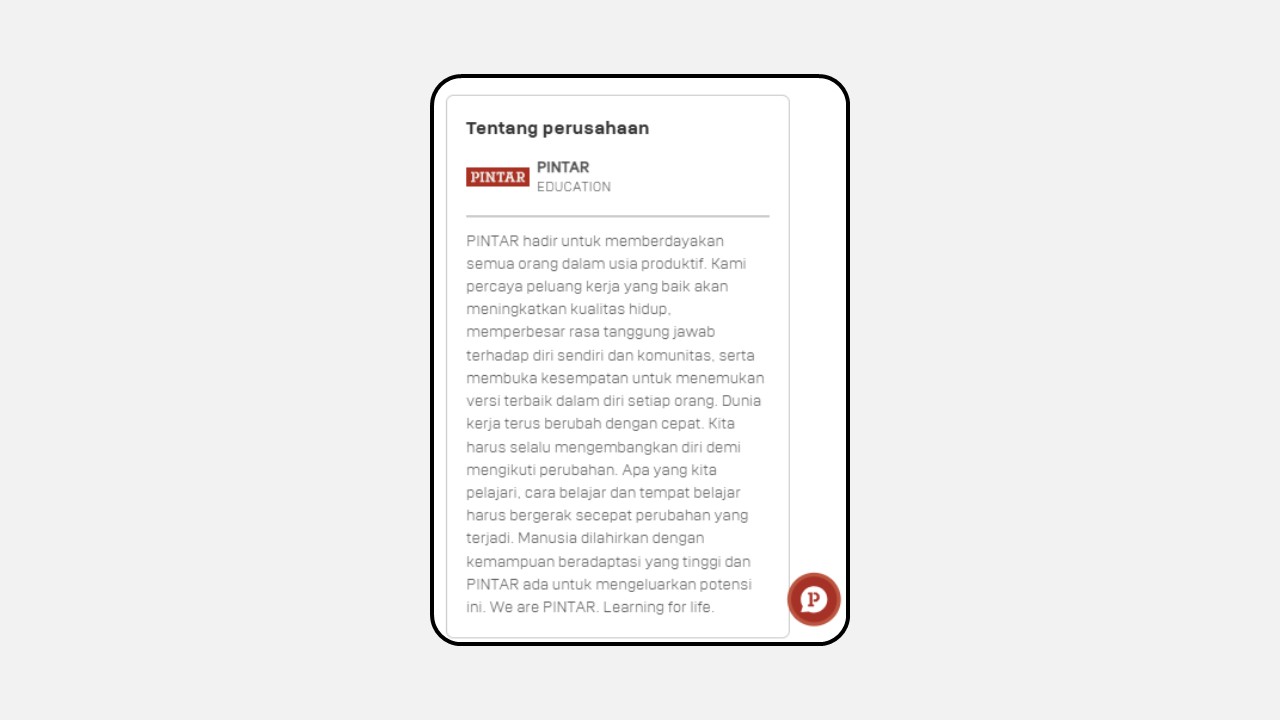 Tentang perusahaan
PINTAR
PINTAR
EDUCATION
PINTAR hadir untuk memberdayakan
semua orang dalam usia produktif. Kami
percaya peluang kerja yang baik akan
meningkatkan kualitas hidup,
memperbesar rasa tanggung jawab
terhadap diri sendiri dan komunitas, serta
membuka kesempatan untuk menemukan
versi terbaik dalam diri setiap orang. Dunia
kerja terus berubah dengan cepat. Kita
harus selalu mengembangkan diri demi
mengikuti perubahan. Apa yang kita
pelajari, cara belajar dan tempat belajar
harus bergerak secepat perubahan yang
terjadi. Manusia dilahirkan dengan
kemampuan beradaptasi yang tinggi dan
PINTAR ada untuk mengeluarkan potensi
ini. We are PINTAR. Learning for life.
P